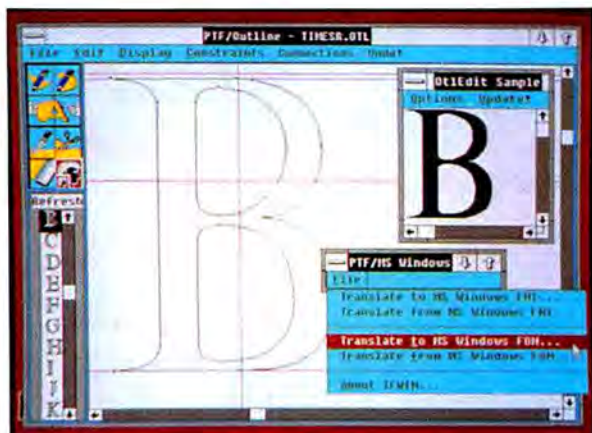 PTF/Outline - TIMESR.OTL
File Edit Display Constraints Connections Undo!
OtlEdit Sample
Options Update!
B
Refresh
B
C
D
E
F
G
H
I
J
K
PTF/MS Windows
File
Translate to MS Windows FNT...
Translate from MS Windows FNT
Translate to MS Windows FON...
Translate from MS Windows FON
About IFWIN...